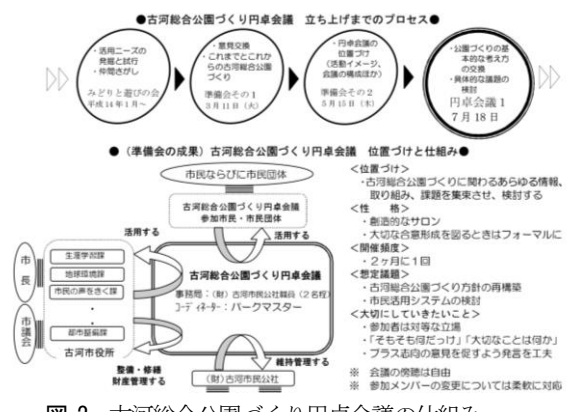 ●古河総合公園づくり円卓会議 立ち上げまでのプロセス●
・活用ニーズの
発掘と試行
・仲間さがし
みどりと遊びの会
平成14年1月～
・意見交換
・これまでとこれか
らの古河総合公園
づくり
準備会その1
3月11日（火）
・円卓会議の
位置づけ
（活動イメージ、
会議の構成ほか）
準備会その2
5月15日（木）
・公園づくりの基
本的な考え方
の交換
・具体的な議題の
検討
円卓会議1
7月18日
●（準備会の成果）古河総合公園づくり円卓会議 位置づけと仕組み●
市民ならびに市民団体
古河総合公園づくり円卓会議
参加市民・市民団体
活用する
活用する
市長
市議会
生涯学習課
地球環境課
市民の声をきく課
・
・
都市整備課
古河市役所
古河総合公園づくり円卓会議
事務局：（財）古河市民公社職員（2名程）
コーディネーター：パークマスター
整備・修繕
財産管理する
維持管理する
（財）古河市民公社
＜位置づけ＞
・古河総合公園づくりに関わるあらゆる情報、
取り組み、課題を集束させ、検討する
＜性 格＞
・創造的なサロン
・大切な合意形成を図るときはフォーマルに
＜開催頻度＞
・2ヶ月に1回
＜想定議題＞
・古河総合公園づくり方針の再構築
・市民活用システムの検討
＜大切にしていきたいこと＞
・参加者は対等な立場
・「そもそも何だっけ」「大切なことは何か」
・プラス志向の意見を促すよう発言を工夫
※ 会議の傍聴は自由
※ 参加メンバーの変更については柔軟に対応
図2 古河総合公園づくり円卓会議の仕組み